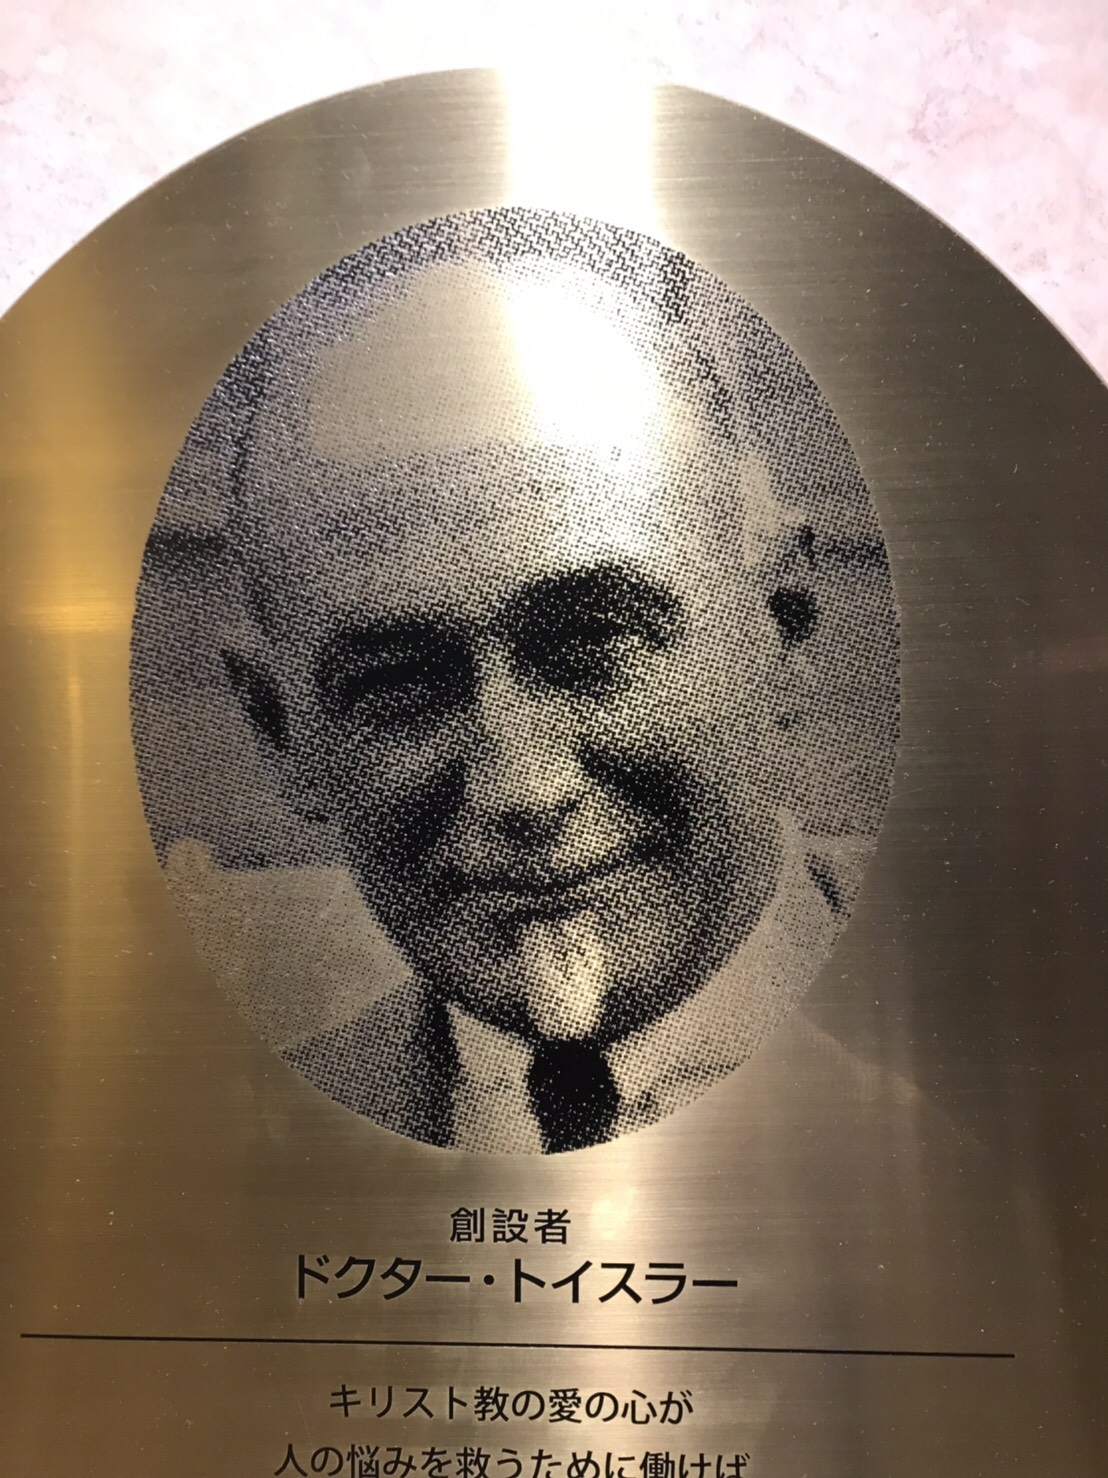 創設者
ドクター・トイスラー
キリスト教の愛の心が
人の悩みを救うために働けば